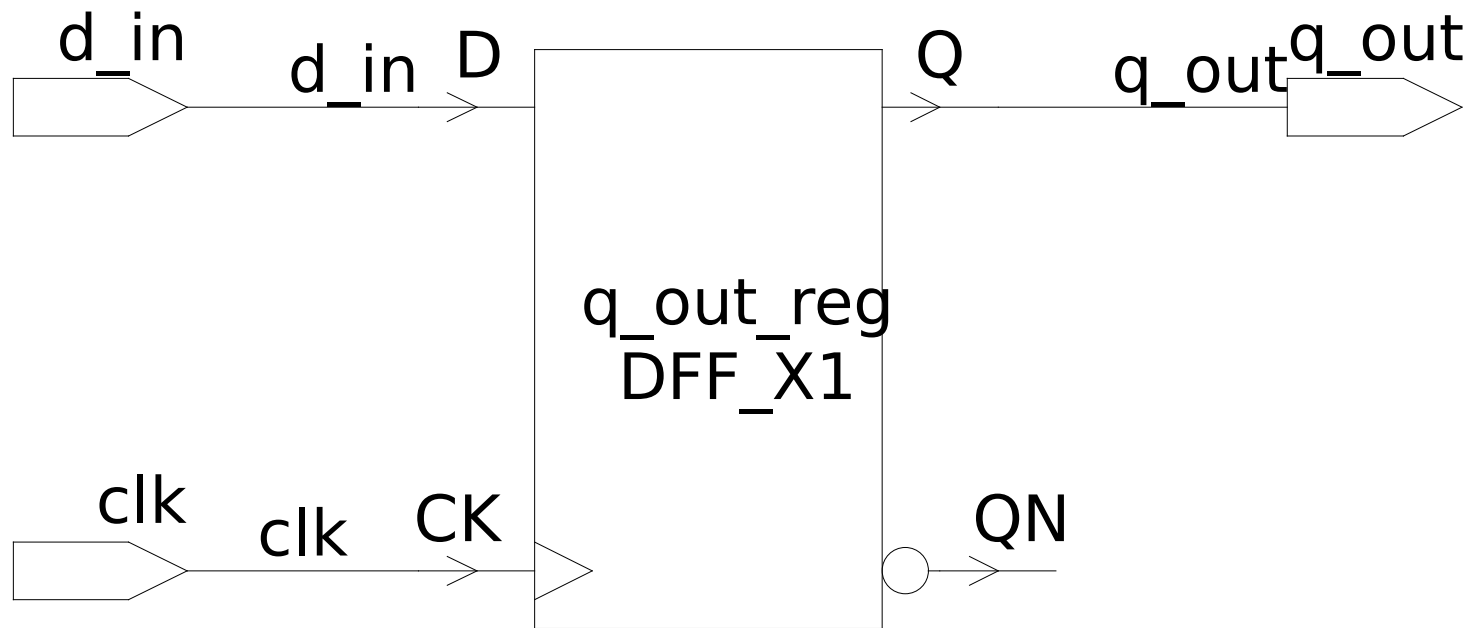 d_in
d_in
D
Q
q_out
q_out
q_out_reg
DFF_X1
clk
clk
CK
QN